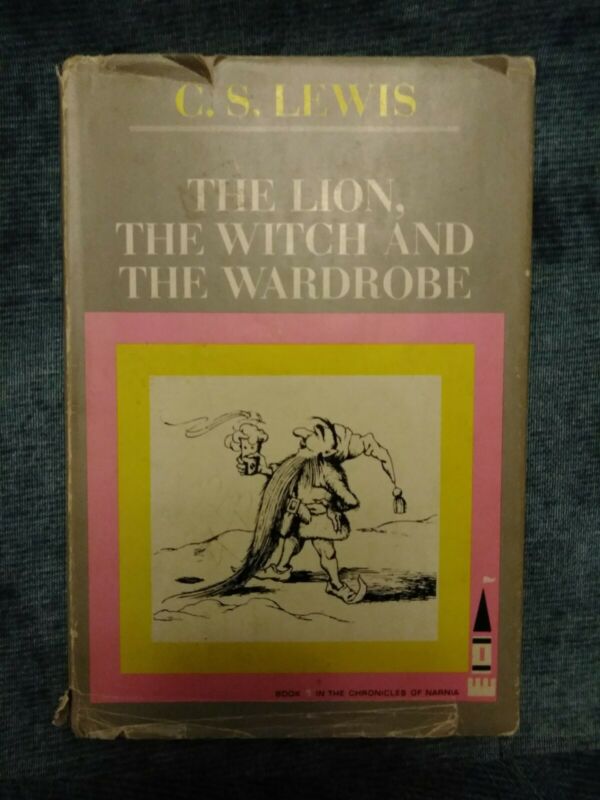 C. S. LEWIS
THE LION,
THE WITCH AND
THE WARDROBE
BOOK IN THE CHRONICLES OF NARNIA